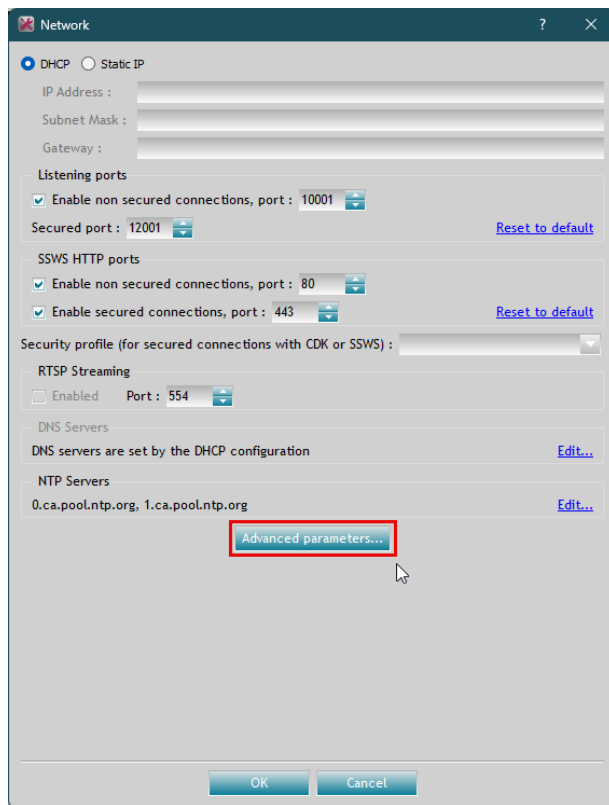 Network ?
DHCP Static IP
IP Address :
Subnet Mask :
Gateway :
Listening ports
Enable non secured connections, port : 10001
Secured port : 12001 Reset to default
SSWS HTTP ports
Enable non secured connections, port : 80
Enable secured connections, port : 443 Reset to default
Security profile (for secured connections with CDK or SSWS) :
RTSP Streaming
Enabled Port : 554
DNS Servers
DNS servers are set by the DHCP configuration Edit...
NTP Servers
0.ca.pool.ntp.org, 1.ca.pool.ntp.org Edit...
Advanced parameters...
OK Cancel